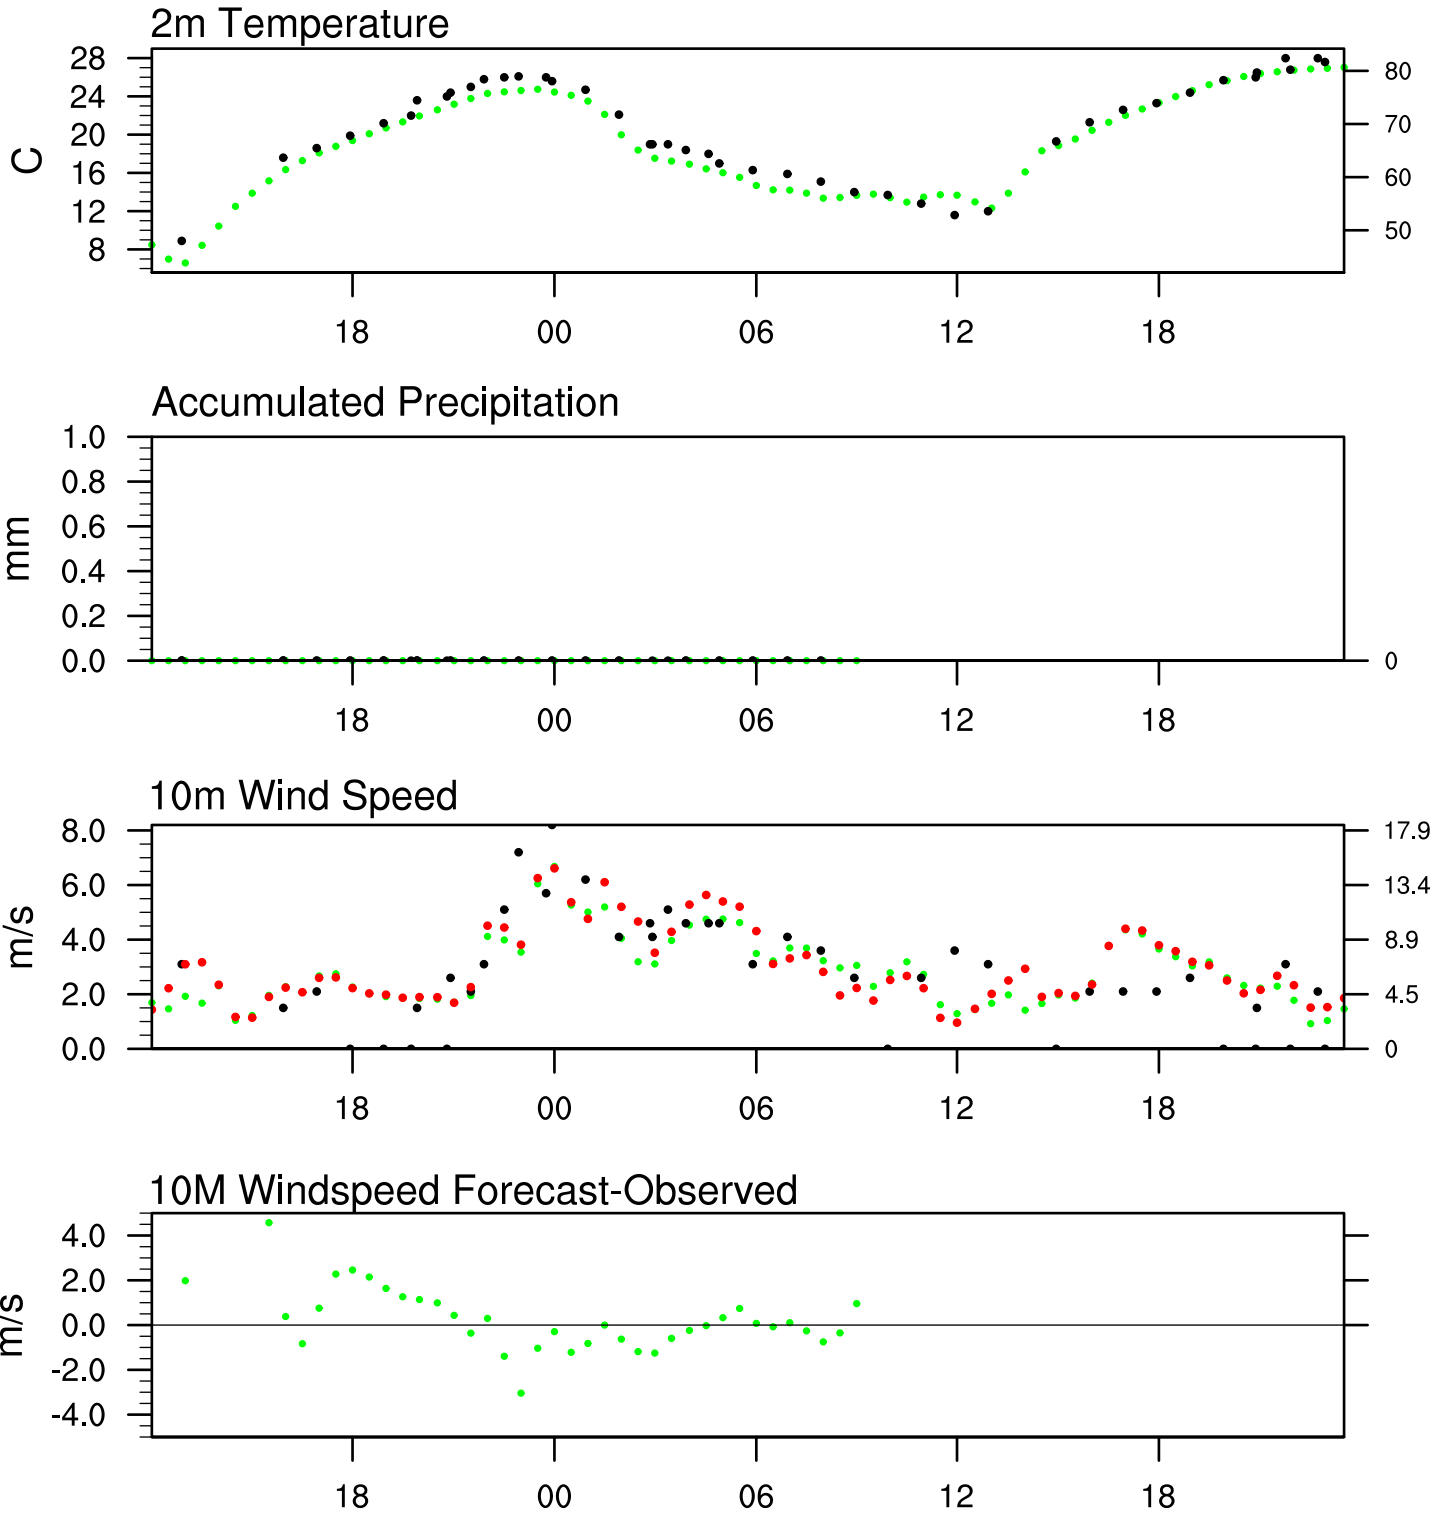 2m Temperature
28
24
20
16
12
8
C
80
70
60
50
18 00 06 12 18
Accumulated Precipitation
1.0
0.8
0.6
0.4
0.2
0.0
mm
0
18 00 06 12 18
10m Wind Speed
8.0
6.0
4.0
2.0
0.0
m/s
17.9
13.4
8.9
4.5
0
18 00 06 12 18
10M Windspeed Forecast-Observed
4.0
2.0
0.0
-2.0
-4.0
m/s
18 00 06 12 18